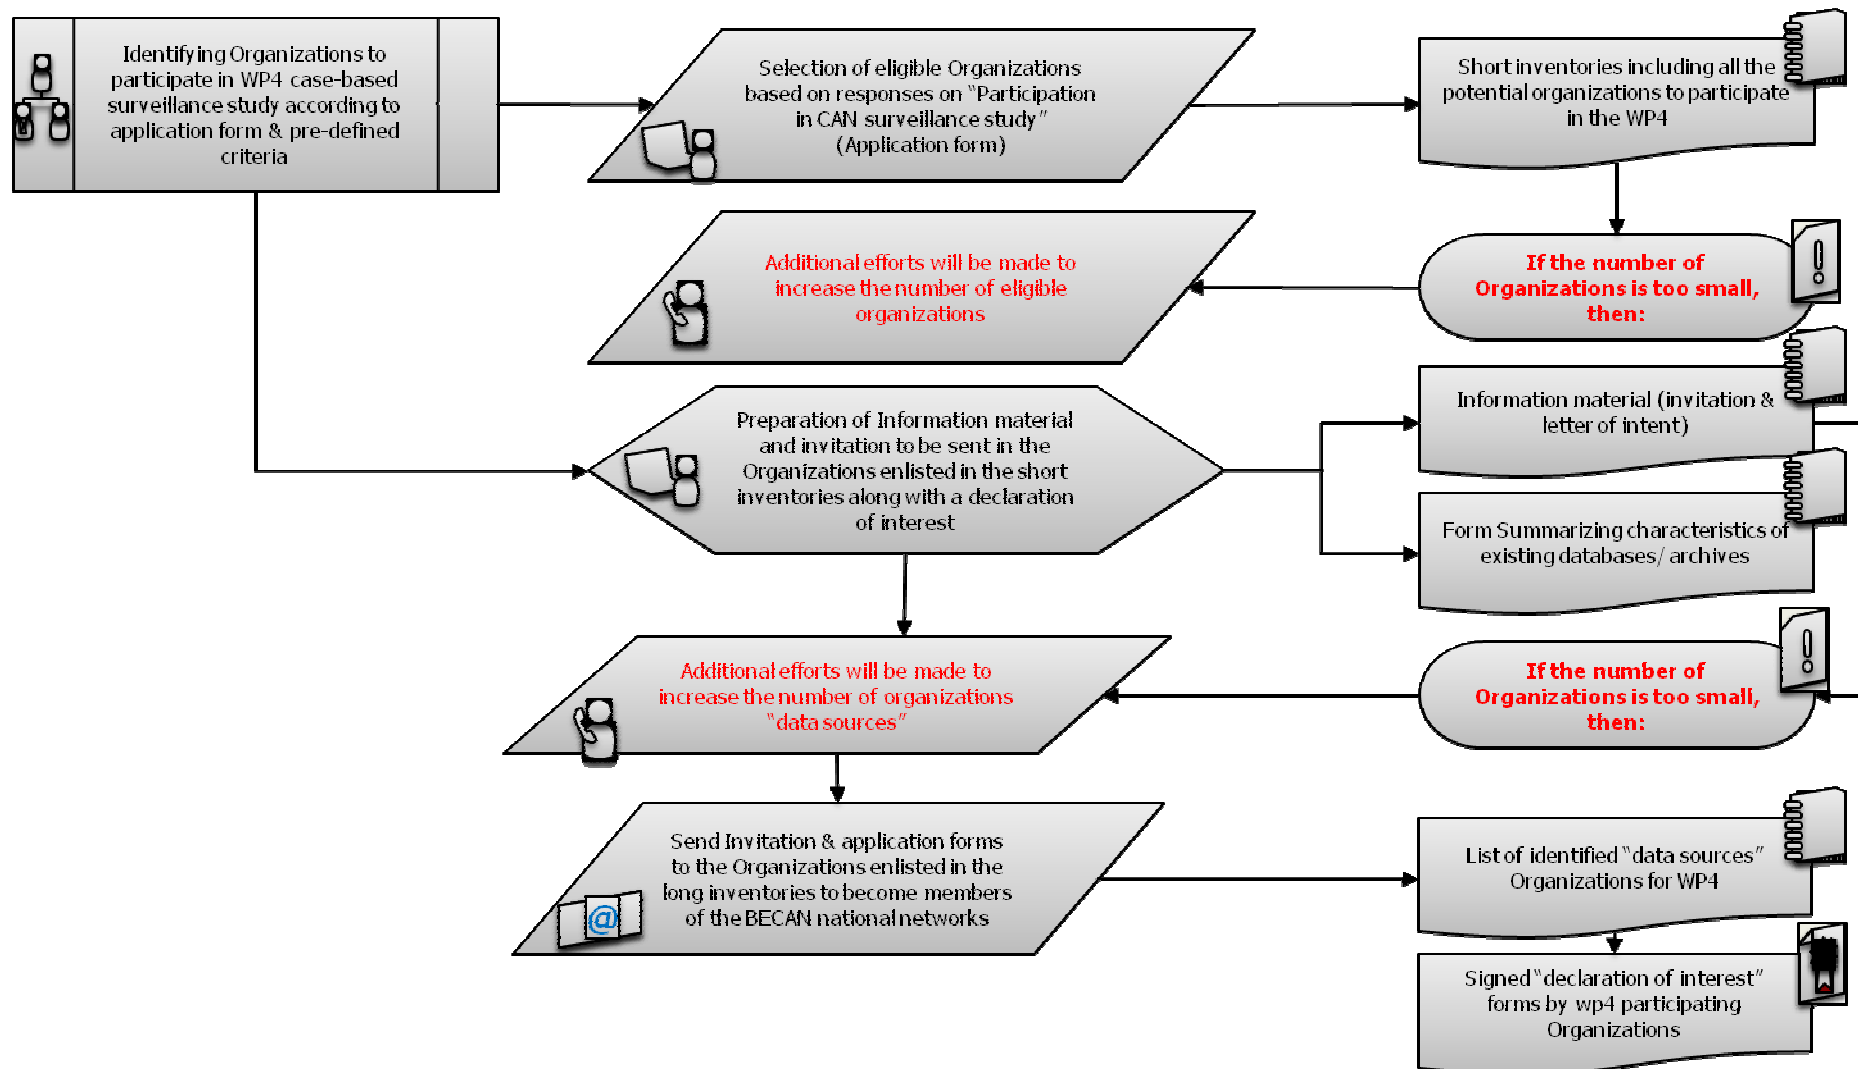 Identifying Organizations to
participate in WP4 case-based
surveillance study according to
application form & pre-defined
criteria
Selection of eligible Organizations
based on responses on “Participation
in CAN surveillance study”
(Application form)
Short inventories including all the
potential organizations to participate
in the WP4
Additional efforts will be made to
increase the number of eligible
organizations
If the number of
Organizations is too small,
then:
Preparation of Information material
and invitation to be sent in the
Organizations enlisted in the short
inventories along with a declaration
of interest
Information material (invitation &
letter of intent)
Form Summarizing characteristics of
existing databases/ archives
Additional efforts will be made to
increase the number of organizations
“data sources”
If the number of
Organizations is too small,
then:
Send Invitation & application forms
to the Organizations enlisted in the
long inventories to become members
of the BECAN national networks
@
List of identified “data sources”
Organizations for WP4
Signed “declaration of interest”
forms by wp4 participating
Organizations